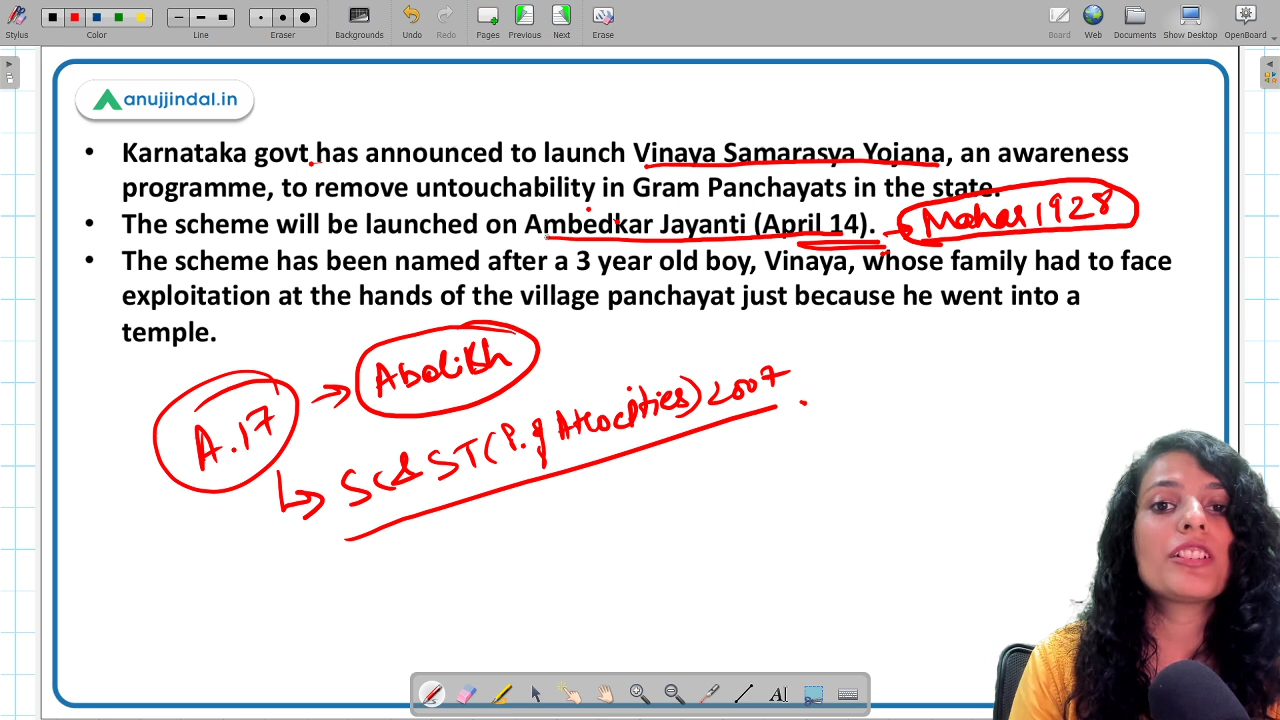 Stylus
Color
Line
Eraser
Backgrounds
Undo
Redo
Pages
Previous
Next
Erase
Board
Web
Documents
Show Desktop
OpenBoard
anujjindal.in
• Karnataka govt has announced to launch Vinaya Samarasya Yojana, an awareness
programme, to remove untouchability in Gram Panchayats in the state.
• The scheme will be launched on Ambedkar Jayanti (April 14). → Mahar 1928
• The scheme has been named after a 3 year old boy, Vinaya, whose family had to face
exploitation at the hands of the village panchayat just because he went into a
temple.
A.17 → Abolish
↳ SC & ST (P. of Atrocities) 2007
AI